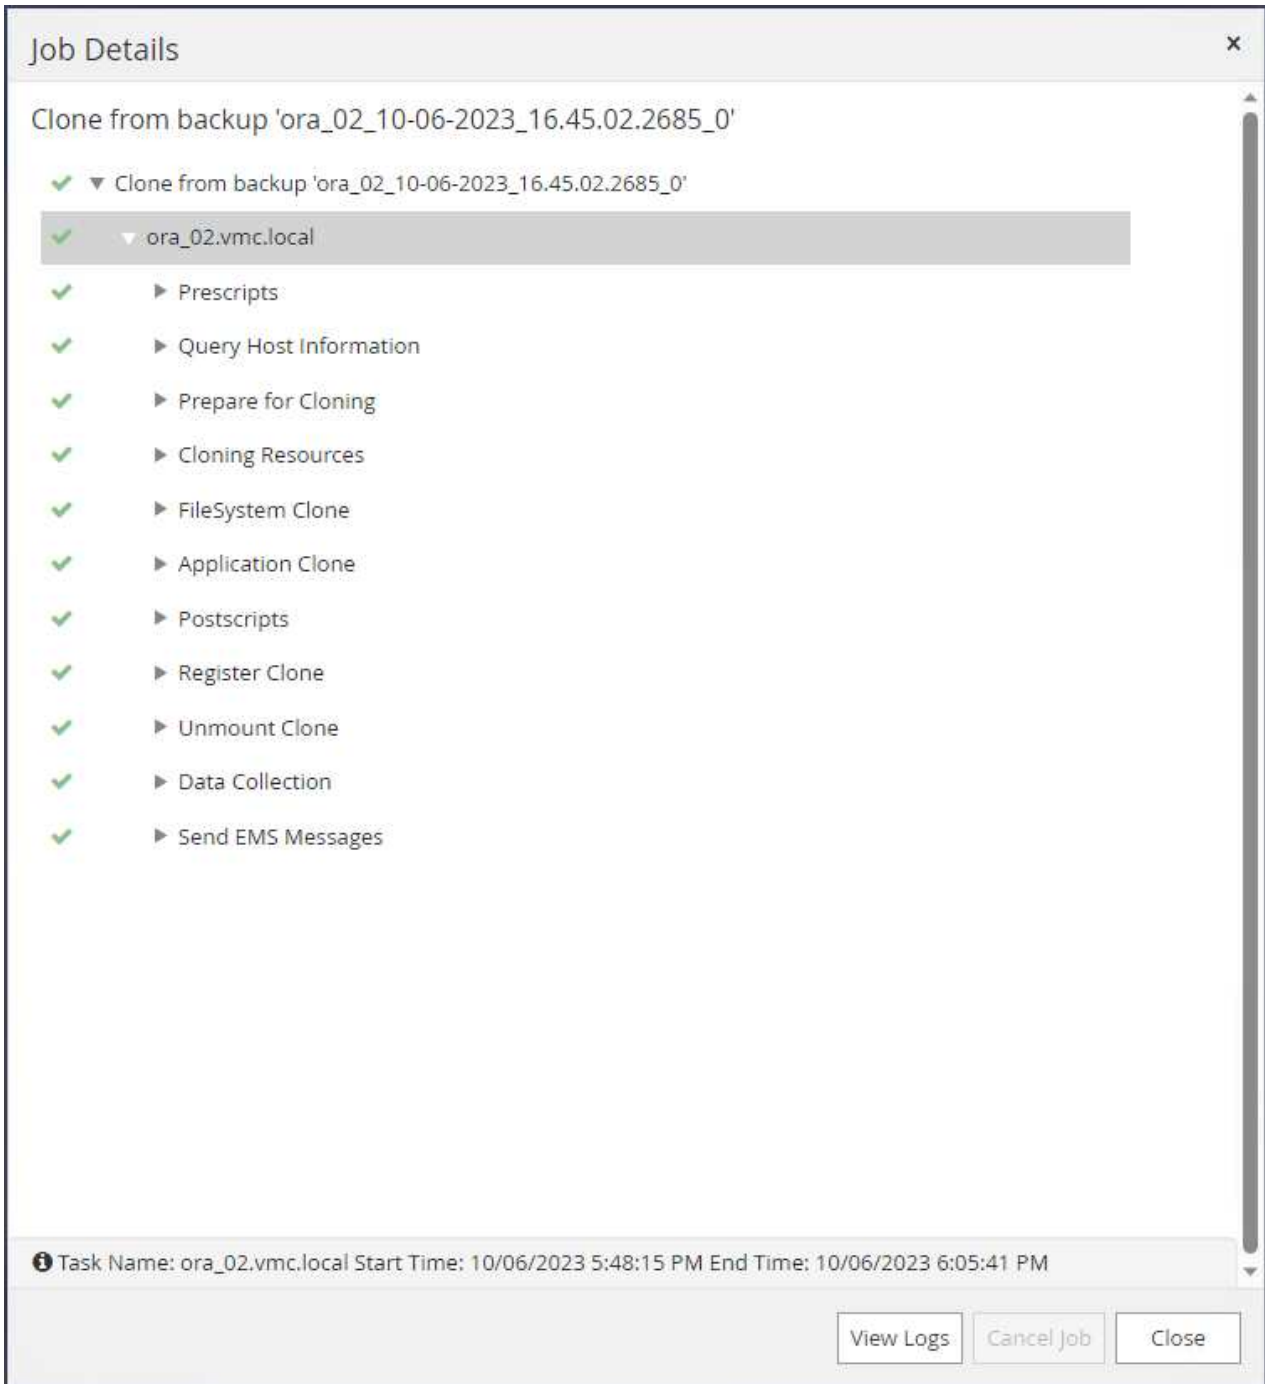 Job Details
×
Clone from backup 'ora_02_10-06-2023_16.45.02.2685_0'
Clone from backup 'ora_02_10-06-2023_16.45.02.2685_0'
ora_02.vmc.local
Prescripts
Query Host Information
Prepare for Cloning
Cloning Resources
FileSystem Clone
Application Clone
Postscripts
Register Clone
Unmount Clone
Data Collection
Send EMS Messages
Task Name: ora_02.vmc.local Start Time: 10/06/2023 5:48:15 PM End Time: 10/06/2023 6:05:41 PM
View Logs Cancel Job Close